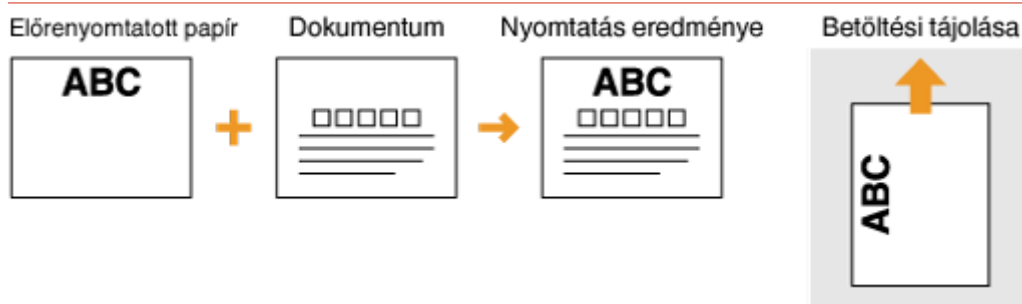 Előrenyomtatott papír
Dokumentum
Nyomtatás eredménye
Betöltési tájolása
ABC
ABC
ABC